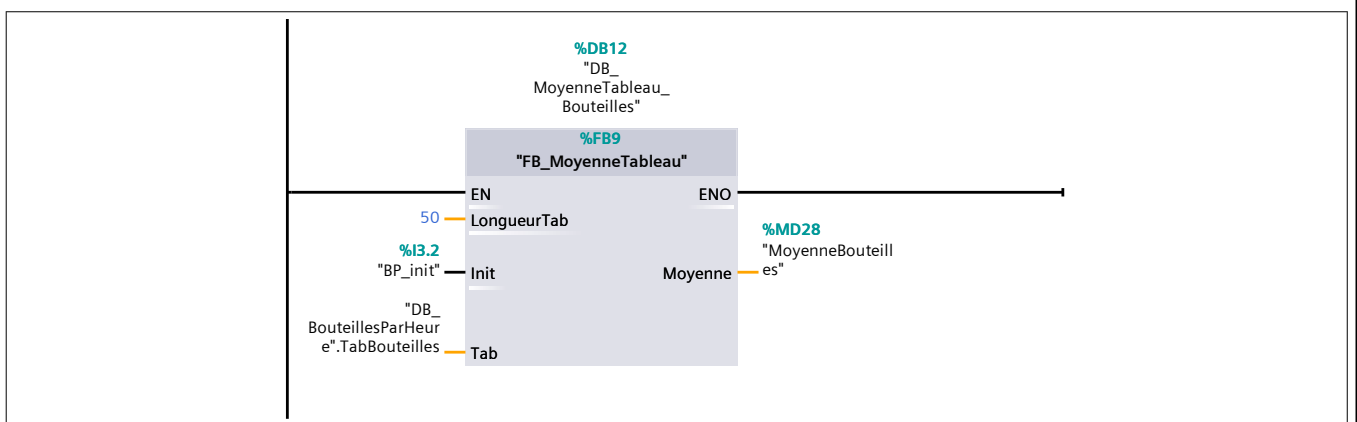 %DB12
"DB_
MoyenneTableau_
Bouteilles"
%FB9
"FB_MoyenneTableau"
EN
ENO
50
LongueurTab
%I3.2
"BP_init"
Init
%MD28
"MoyenneBouteill
es"
Moyenne
"DB_
BouteillesParHeur
e".TabBouteilles
Tab